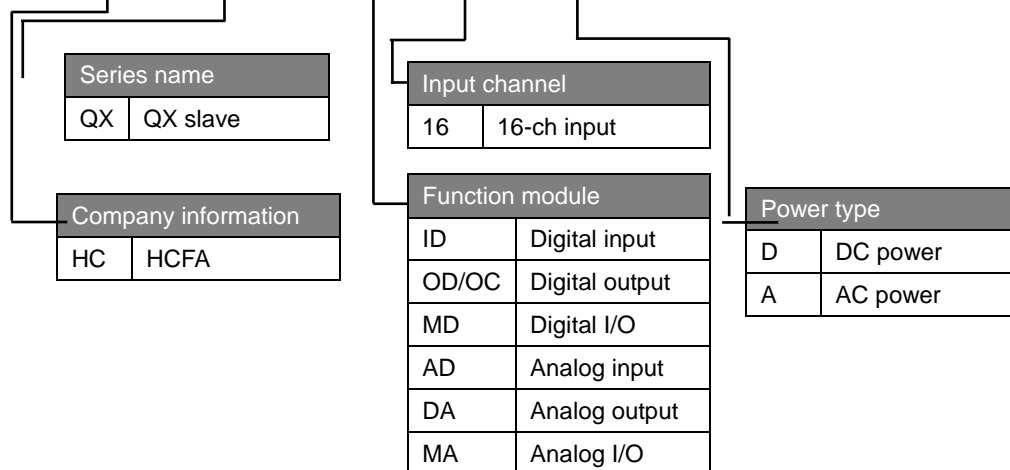 Series name
QX QX slave
Company information
HC HCFA
Input channel
16 16-ch input
Function module
ID Digital input
OD/OC Digital output
MD Digital I/O
AD Analog input
DA Analog output
MA Analog I/O
Power type
D DC power
A AC power